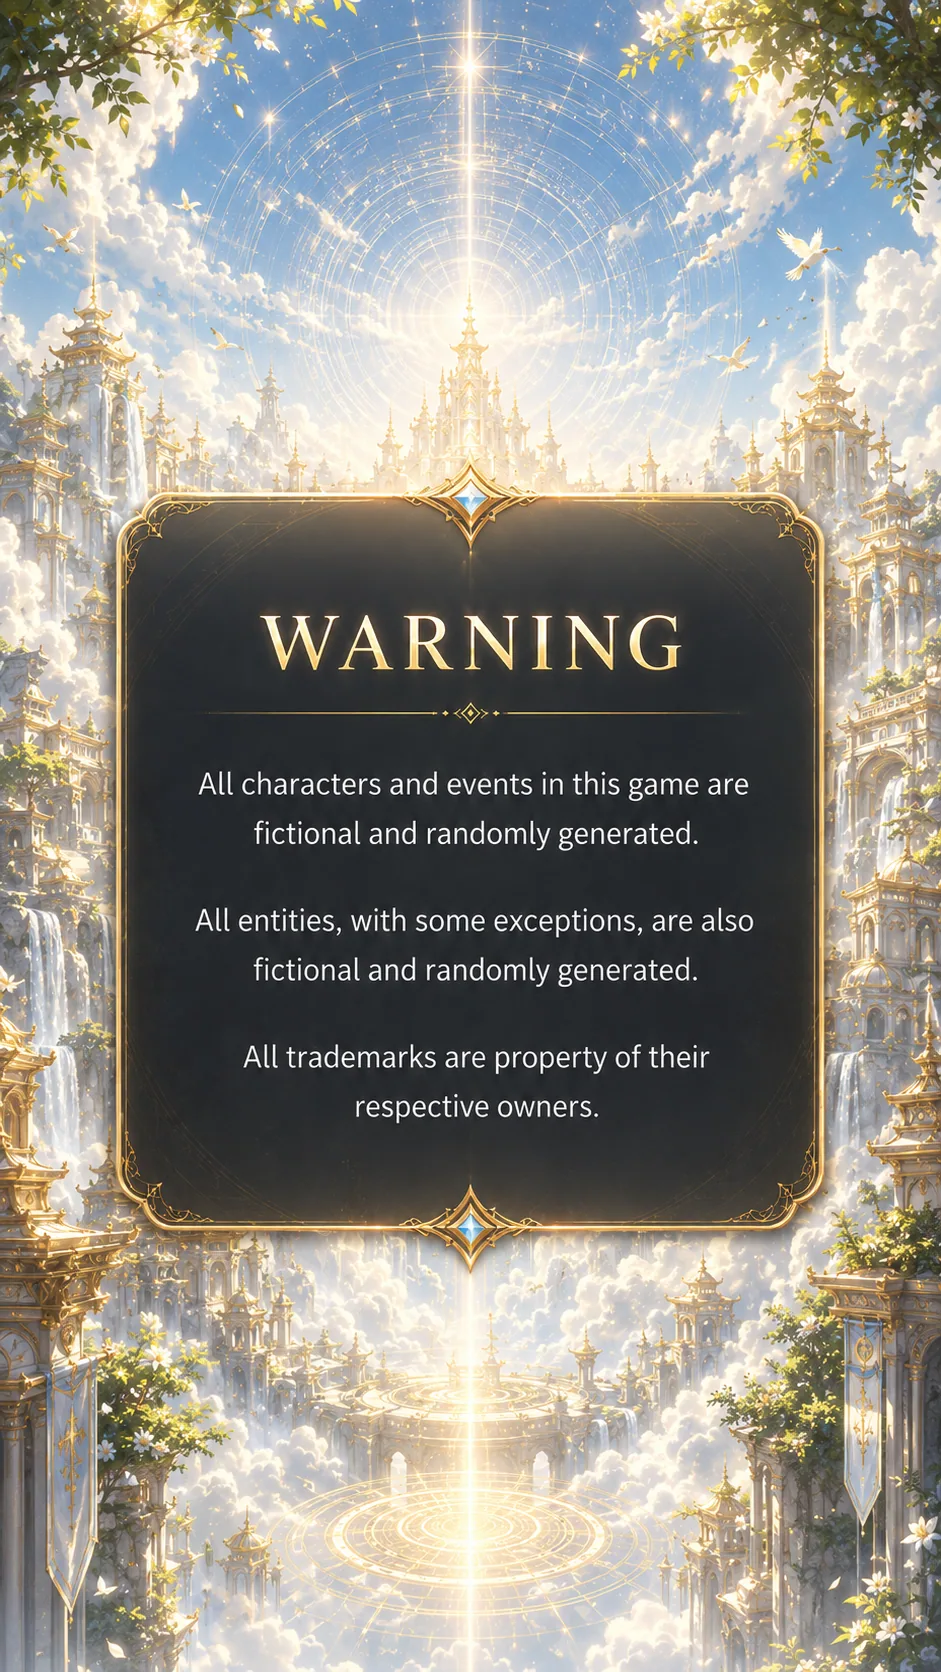 WARNING
All characters and events in this game are
fictional and randomly generated.
All entities, with some exceptions, are also
fictional and randomly generated.
All trademarks are property of their
respective owners.